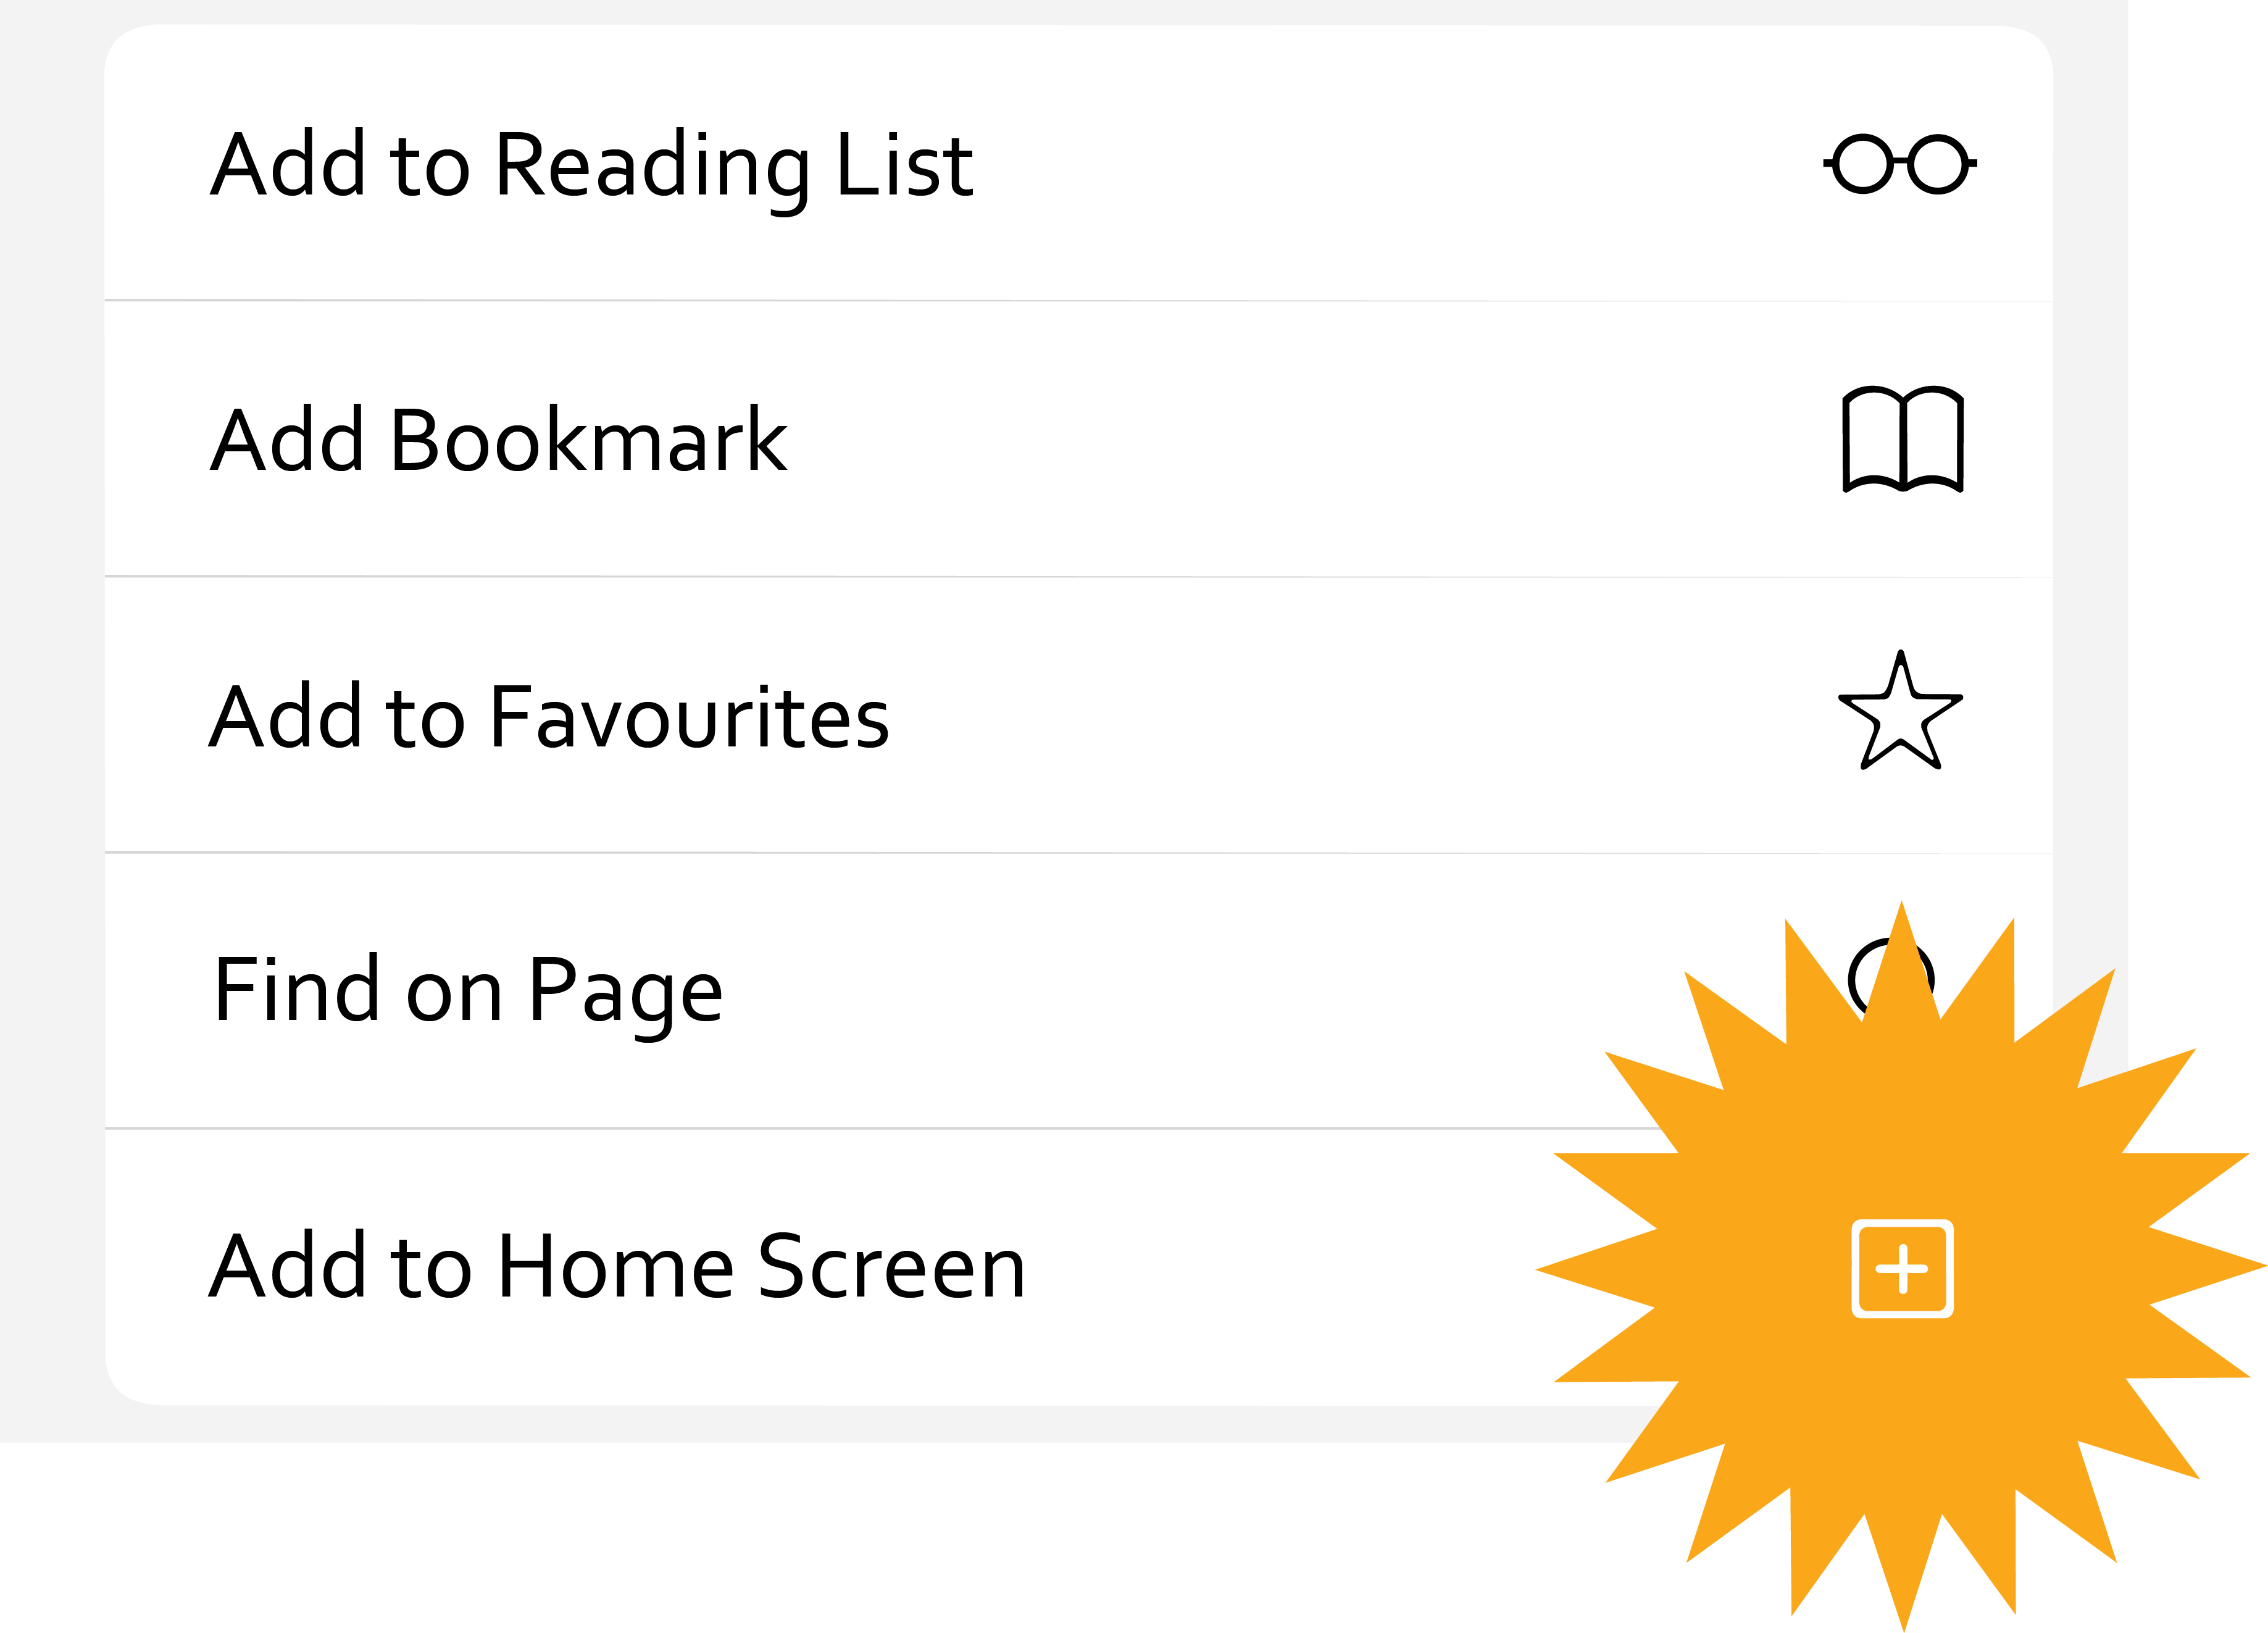 Add to Reading List
Add Bookmark
Add to Favourites
Find on Page
Add to Home Screen